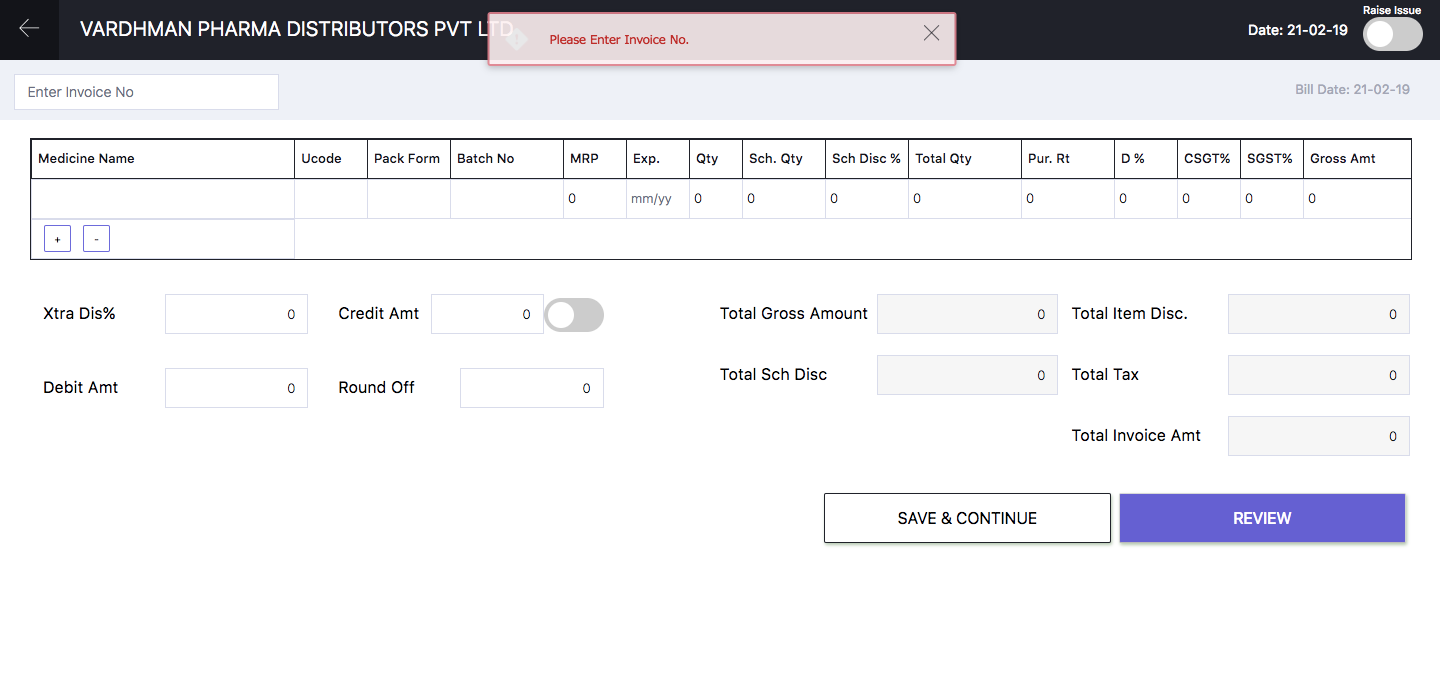 Raise Issue
VARDHMAN PHARMA DISTRIBUTORS PVT LTD
Please Enter Invoice No.
Date: 21-02-19
Enter Invoice No
Bill Date: 21-02-19
Medicine Name Ucode Pack Form Batch No MRP Exp. Qty Sch. Qty Sch Disc % Total Qty Pur. Rt D % CSGT% SGST% Gross Amt
0 mm/yy 0 0 0 0 0 0 0 0 0
+ -
Xtra Dis% 0 Credit Amt 0 Total Gross Amount 0 Total Item Disc. 0
Total Sch Disc 0 Total Tax 0
Debit Amt 0 Round Off 0
Total Invoice Amt 0
SAVE & CONTINUE REVIEW